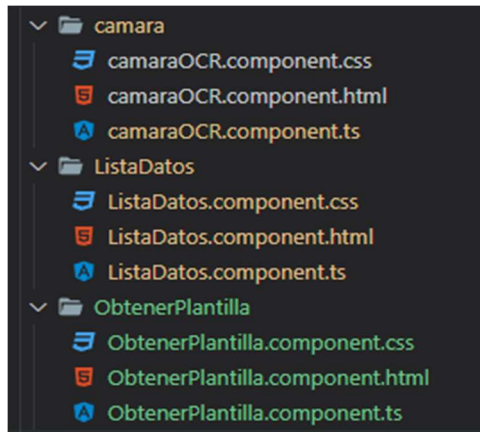 camara
camaraOCR.component.css
camaraOCR.component.html
camaraOCR.component.ts
ListaDatos
ListaDatos.component.css
ListaDatos.component.html
ListaDatos.component.ts
ObtenerPlantilla
ObtenerPlantilla.component.css
ObtenerPlantilla.component.html
ObtenerPlantilla.component.ts